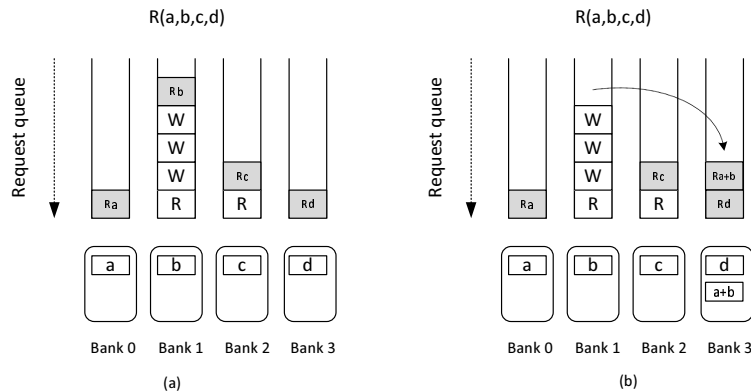 R(a,b,c,d)
Request queue
Rb
W
W
W
Rc
Ra
R
R
Rd
a
b
c
d
Bank 0
Bank 1
Bank 2
Bank 3
(a)
R(a,b,c,d)
Request queue
W
W
W
Rc
Ra+b
Ra
R
R
Rd
a
b
c
d
a+b
Bank 0
Bank 1
Bank 2
Bank 3
(b)